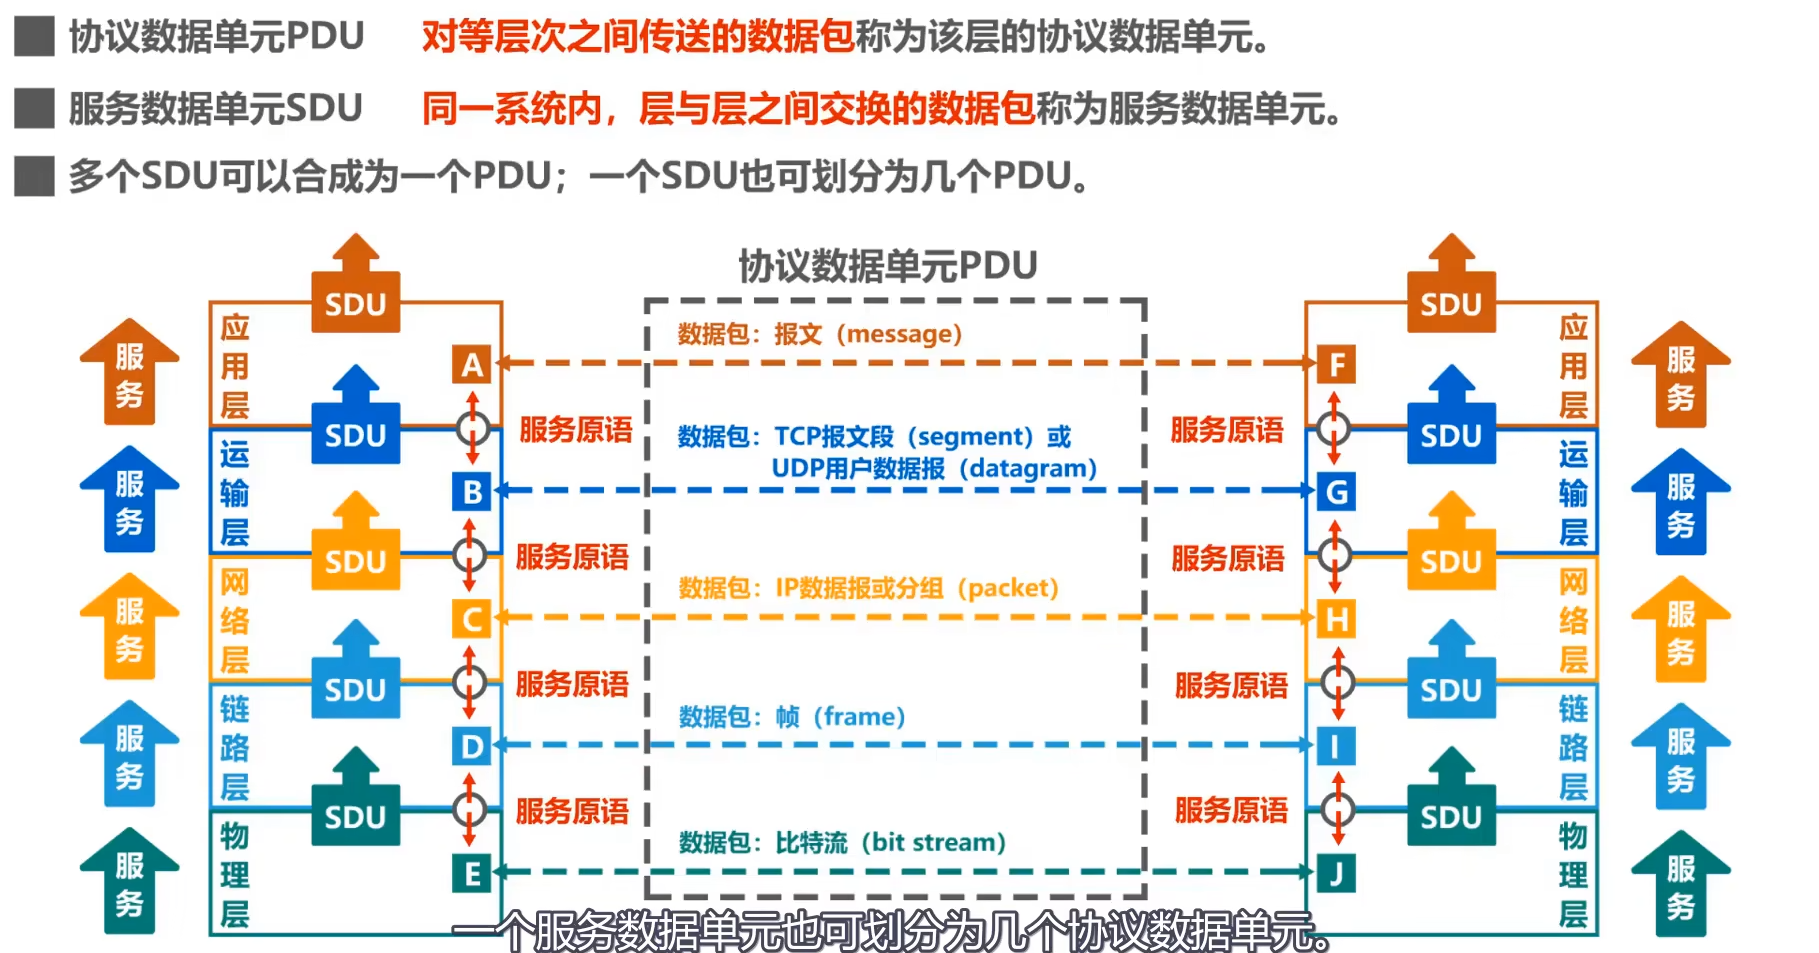 协议数据单元PDU 对等层次之间传送的数据包称为该层的协议数据单元。
服务数据单元SDU 同一系统内，层与层之间交换的数据包称为服务数据单元。
多个SDU可以合成为一个PDU；一个SDU也可划分为几个PDU。
协议数据单元PDU
服务
应用层
SDU
A
数据包：报文（message）
F
SDU
应用层
服务
服务原语
服务原语
服务
运输层
SDU
B
数据包：TCP报文段（segment）或
UDP用户数据报（datagram）
G
SDU
运输层
服务
服务原语
服务原语
服务
网络层
SDU
C
数据包：IP数据报或分组（packet）
H
SDU
网络层
服务
服务原语
服务原语
服务
链路层
SDU
D
数据包：帧（frame）
I
SDU
链路层
服务
服务原语
服务原语
服务
物理层
SDU
E
数据包：比特流（bit stream）
J
SDU
物理层
服务
一个服务数据单元也可划分为几个协议数据单元。